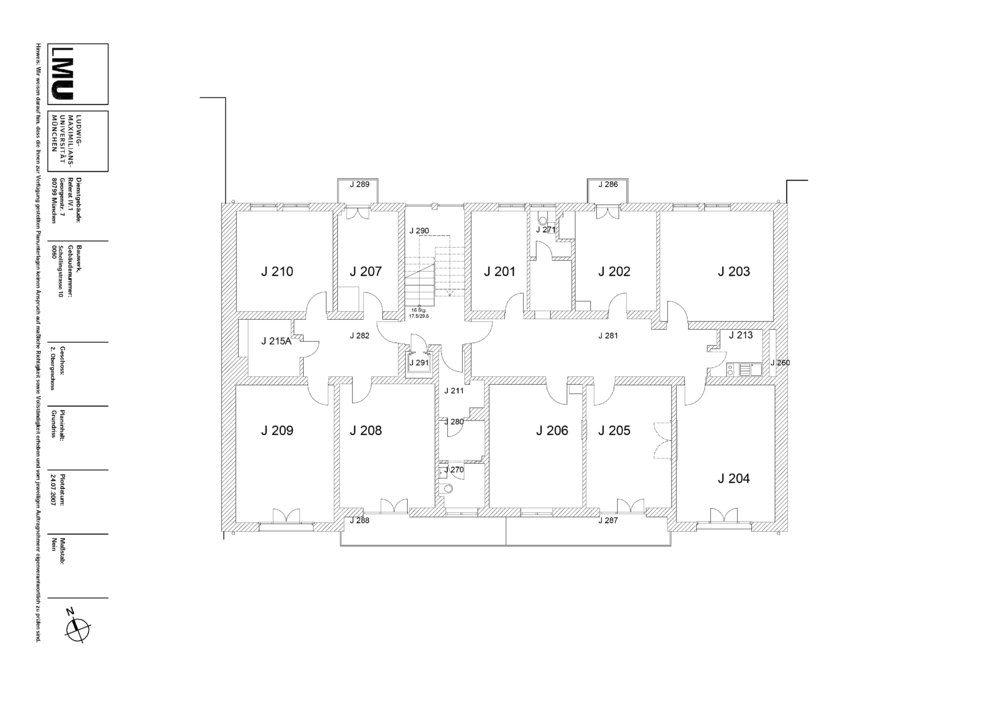 LMU
LUDWIG-
MAXIMILIANS-
UNIVERSITÄT
MÜNCHEN
Dienstgebäude:
Referat IV.1
Georgenstr. 7
80799 München
Bauwerk,
Gebäudenummer:
Schellingstrasse 10
0060
Geschoss:
2. Obergeschoss
Planinhalt:
Grundriss
Plotdatum:
24.07.2007
Maßstab:
Nein
N
Hinweis: Wir weisen darauf hin, dass die Ihnen zur Verfügung gestellten Planunterlagen keinen Anspruch auf maßliche Richtigkeit sowie Vollständigkeit erheben und vom jeweiligen Auftragnehmer eigenverantwortlich zu prüfen sind.
J 289
J 286
J 290
J 271
J 210
J 207
J 201
J 202
J 203
16 Stg
17.5/29.6
J 282
J 281
J 213
J 215A
J 291
J 260
J 211
J 280
J 209
J 208
J 206
J 205
J 270
J 204
J 288
J 287